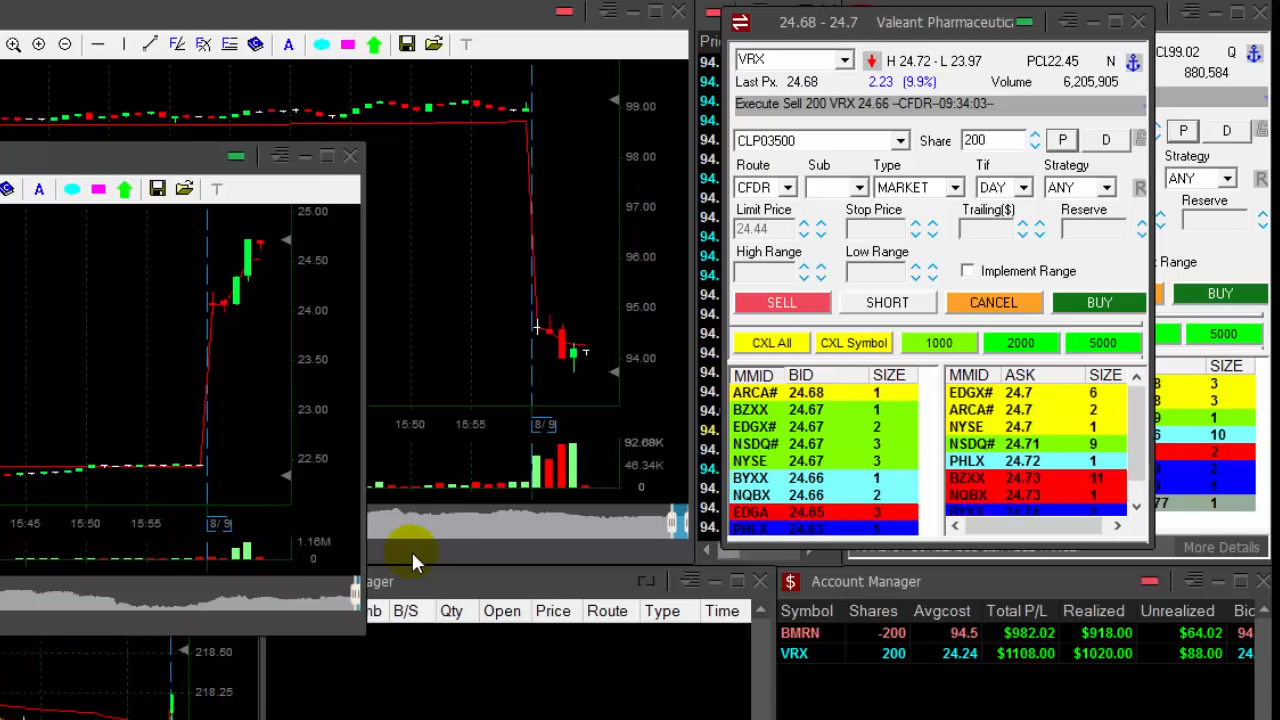 24.68 - 24.7 Valeant Pharmaceutic
VRX H 24.72 - L 23.97 PCL22.45 N
Last Px. 24.68 2.23 (9.9%) Volume 6,205,905
Execute Sell 200 VRX 24.66 --CFDR--09:34:03--
CLP03500 Share 200 P D
Route Sub Type Tif Strategy
CFDR MARKET DAY ANY R
Limit Price Stop Price Trailing($) Reserve
24.44
High Range Low Range Implement Range
SELL SHORT CANCEL BUY
CXL All CXL Symbol 1000 2000 5000
MMID BID SIZE MMID ASK SIZE
ARCA# 24.68 1 EDGX# 24.7 6
BZXX 24.67 1 ARCA# 24.7 2
EDGX# 24.67 2 NYSE 24.7 1
NSDQ# 24.67 3 NSDQ# 24.71 9
NYSE 24.67 3 PHLX 24.72 1
BYXX 24.66 1 BZXX 24.73 11
NQBX 24.66 2 NQBX 24.73 1
EDGA 24.65 3
PHLX 24.63 1
CL99.02 Q
880,584
P D
Strategy
ANY R
Reserve
Range
BUY
5000
SIZE
3
3
1
10
2
2
1
1
More Details
A T
99.00
98.00
97.00
96.00
95.00
94.00
15:50 15:55 8/ 9
92.69K
46.34K
0
A T
25.00
24.50
24.00
23.50
23.00
22.50
15:45 15:50 15:55 8/ 9
1.16M
0
218.50
218.25
ager
mb B/S Qty Open Price Route Type Time
$ Account Manager
Symbol Shares Avgcost Total P/L Realized Unrealized Bic
BMRN -200 94.5 $982.02 $918.00 $64.02 94.
VRX 200 24.24 $1108.00 $1020.00 $88.00 24.